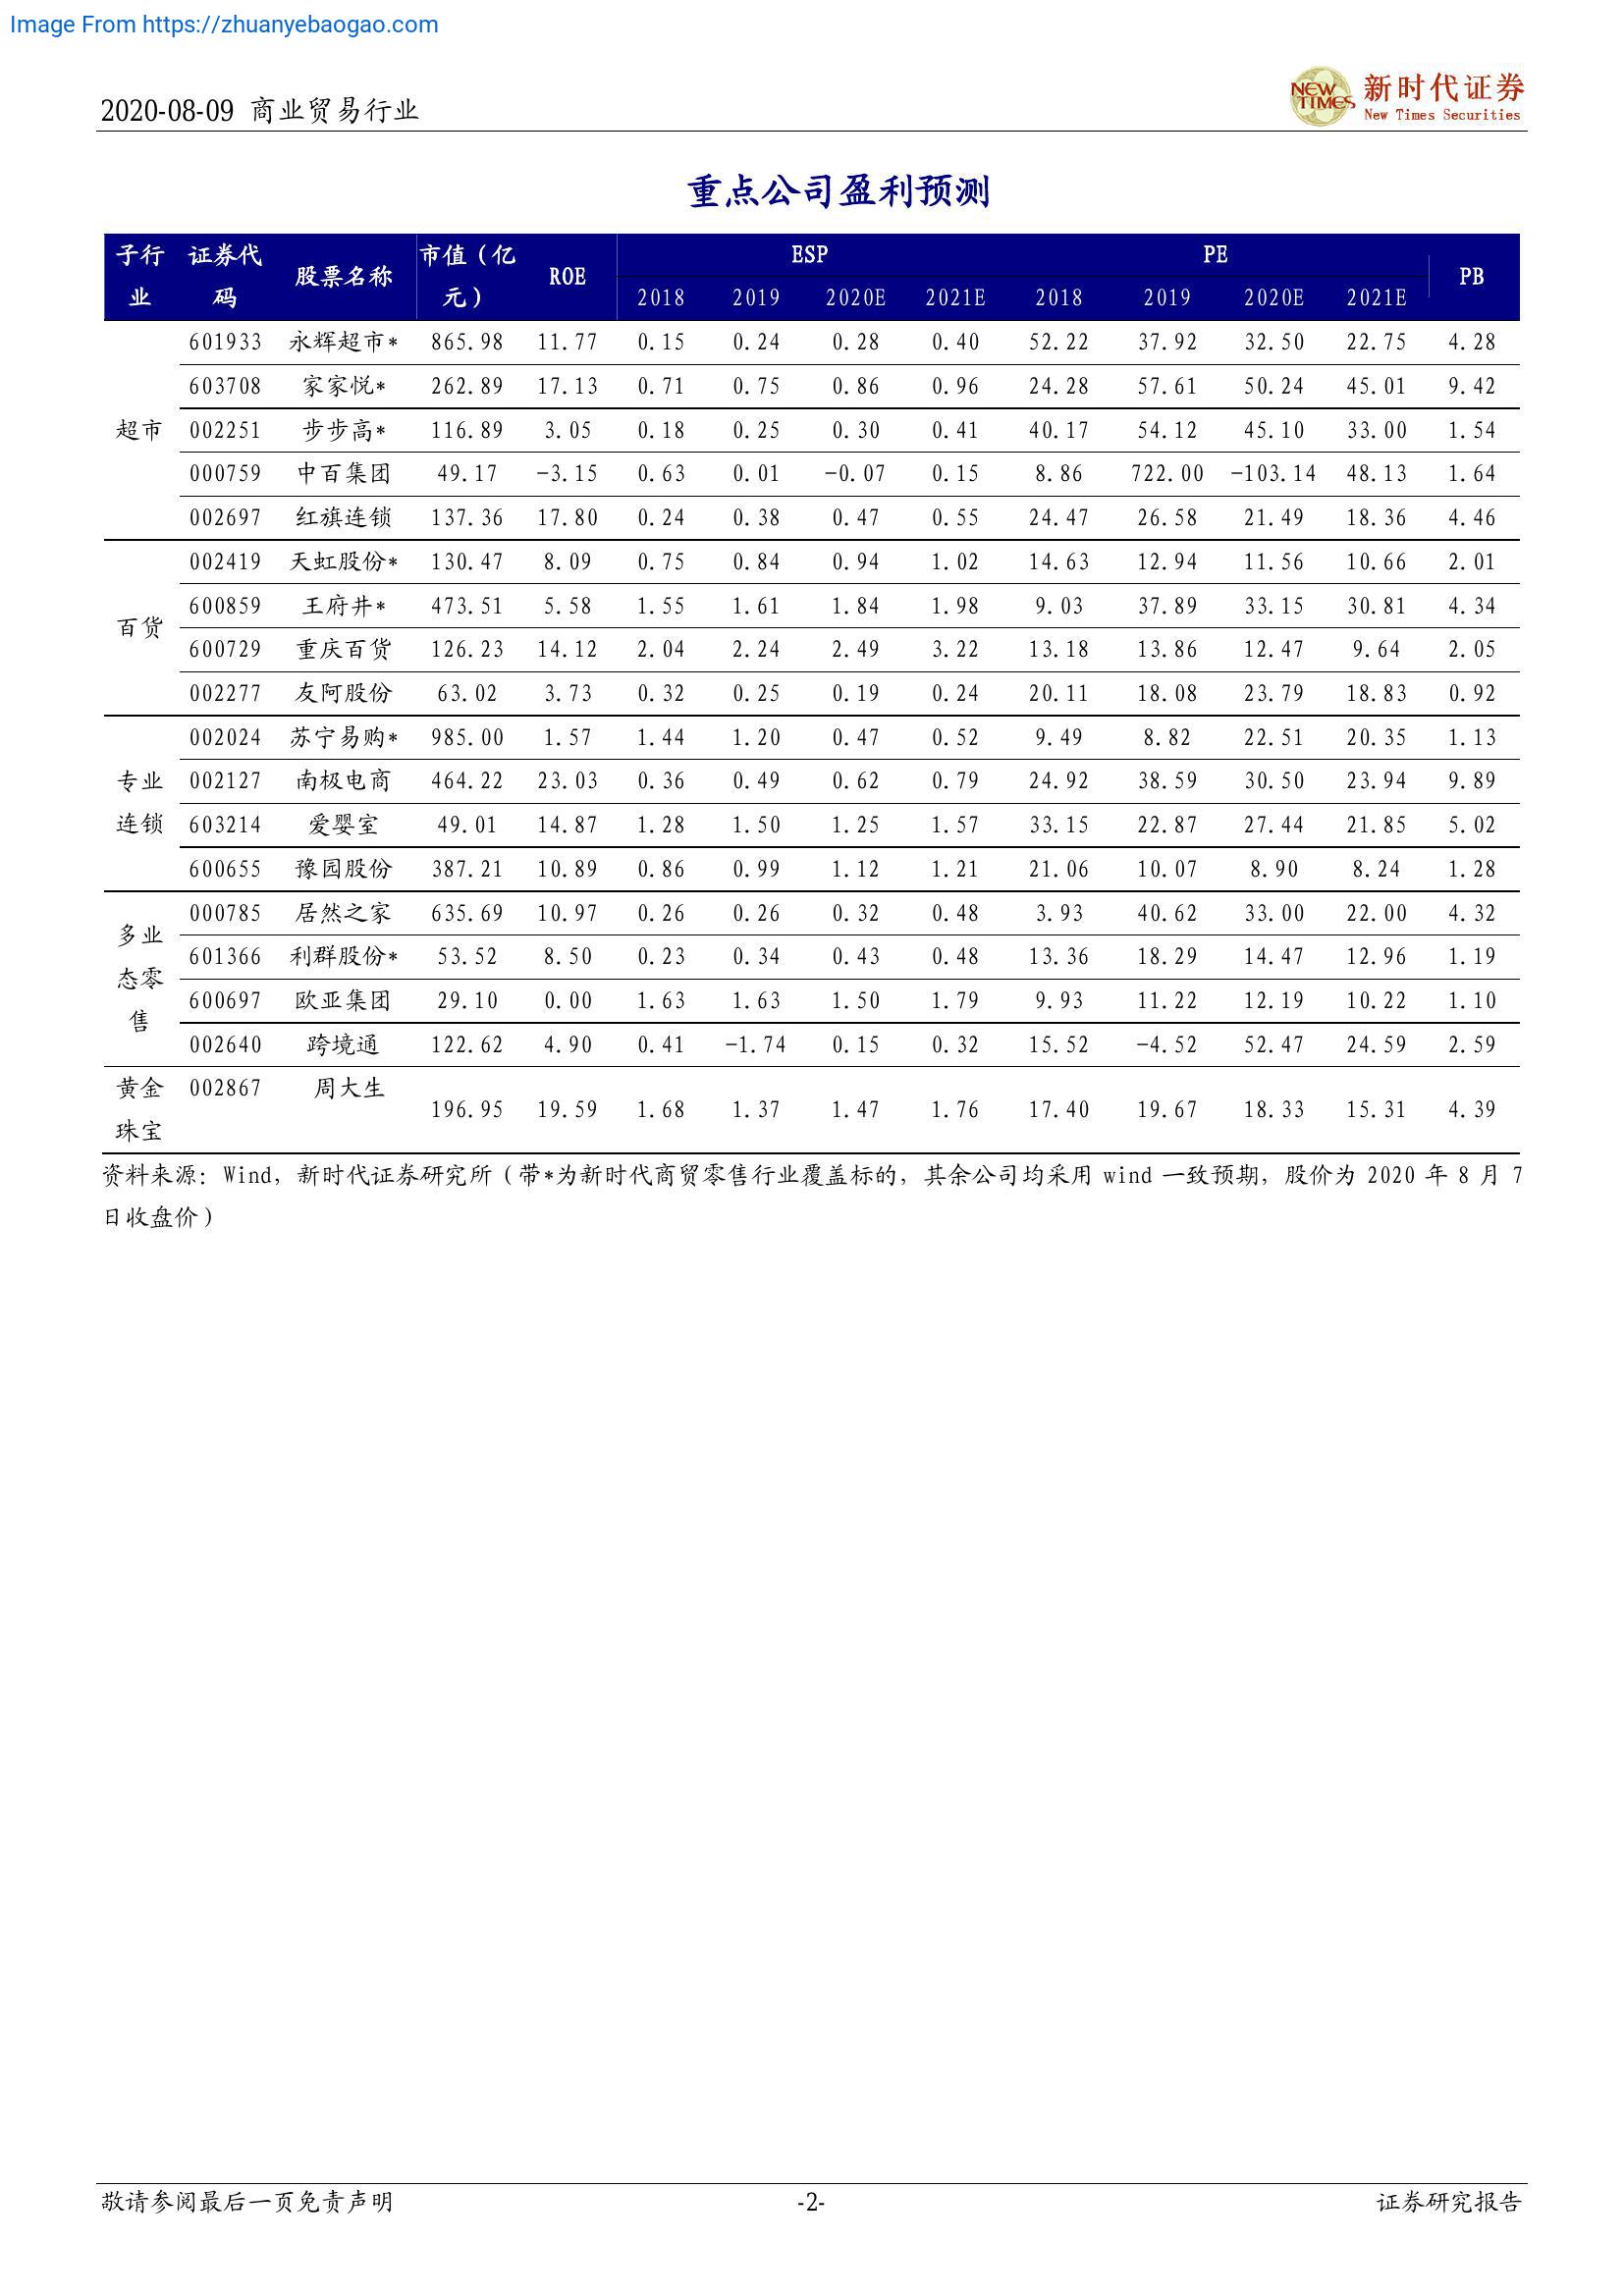 Image From https://zhuanyebaogao.com
2020-08-09 商业贸易行业
NEW TIMES 新时代证券
New Times Securities
重点公司盈利预测
子行业 证券代码 股票名称 市值（亿元） ROE ESP PE PB
2018 2019 2020E 2021E 2018 2019 2020E 2021E
超市
601933 永辉超市* 865.98 11.77 0.15 0.24 0.28 0.40 52.22 37.92 32.50 22.75 4.28
603708 家家悦* 262.89 17.13 0.71 0.75 0.86 0.96 24.28 57.61 50.24 45.01 9.42
002251 步步高* 116.89 3.05 0.18 0.25 0.30 0.41 40.17 54.12 45.10 33.00 1.54
000759 中百集团 49.17 -3.15 0.63 0.01 -0.07 0.15 8.86 722.00 -103.14 48.13 1.64
002697 红旗连锁 137.36 17.80 0.24 0.38 0.47 0.55 24.47 26.58 21.49 18.36 4.46
百货
002419 天虹股份* 130.47 8.09 0.75 0.84 0.94 1.02 14.63 12.94 11.56 10.66 2.01
600859 王府井* 473.51 5.58 1.55 1.61 1.84 1.98 9.03 37.89 33.15 30.81 4.34
600729 重庆百货 126.23 14.12 2.04 2.24 2.49 3.22 13.18 13.86 12.47 9.64 2.05
002277 友阿股份 63.02 3.73 0.32 0.25 0.19 0.24 20.11 18.08 23.79 18.83 0.92
专业连锁
002024 苏宁易购* 985.00 1.57 1.44 1.20 0.47 0.52 9.49 8.82 22.51 20.35 1.13
002127 南极电商 464.22 23.03 0.36 0.49 0.62 0.79 24.92 38.59 30.50 23.94 9.89
603214 爱婴室 49.01 14.87 1.28 1.50 1.25 1.57 33.15 22.87 27.44 21.85 5.02
600655 豫园股份 387.21 10.89 0.86 0.99 1.12 1.21 21.06 10.07 8.90 8.24 1.28
多业态零售
000785 居然之家 635.69 10.97 0.26 0.26 0.32 0.48 3.93 40.62 33.00 22.00 4.32
601366 利群股份* 53.52 8.50 0.23 0.34 0.43 0.48 13.36 18.29 14.47 12.96 1.19
600697 欧亚集团 29.10 0.00 1.63 1.63 1.50 1.79 9.93 11.22 12.19 10.22 1.10
002640 跨境通 122.62 4.90 0.41 -1.74 0.15 0.32 15.52 -4.52 52.47 24.59 2.59
黄金珠宝
002867 周大生 196.95 19.59 1.68 1.37 1.47 1.76 17.40 19.67 18.33 15.31 4.39
资料来源：Wind，新时代证券研究所（带*为新时代商贸零售行业覆盖标的，其余公司均采用 wind 一致预期，股价为 2020 年 8 月 7
日收盘价）
敬请参阅最后一页免责声明 -2- 证券研究报告